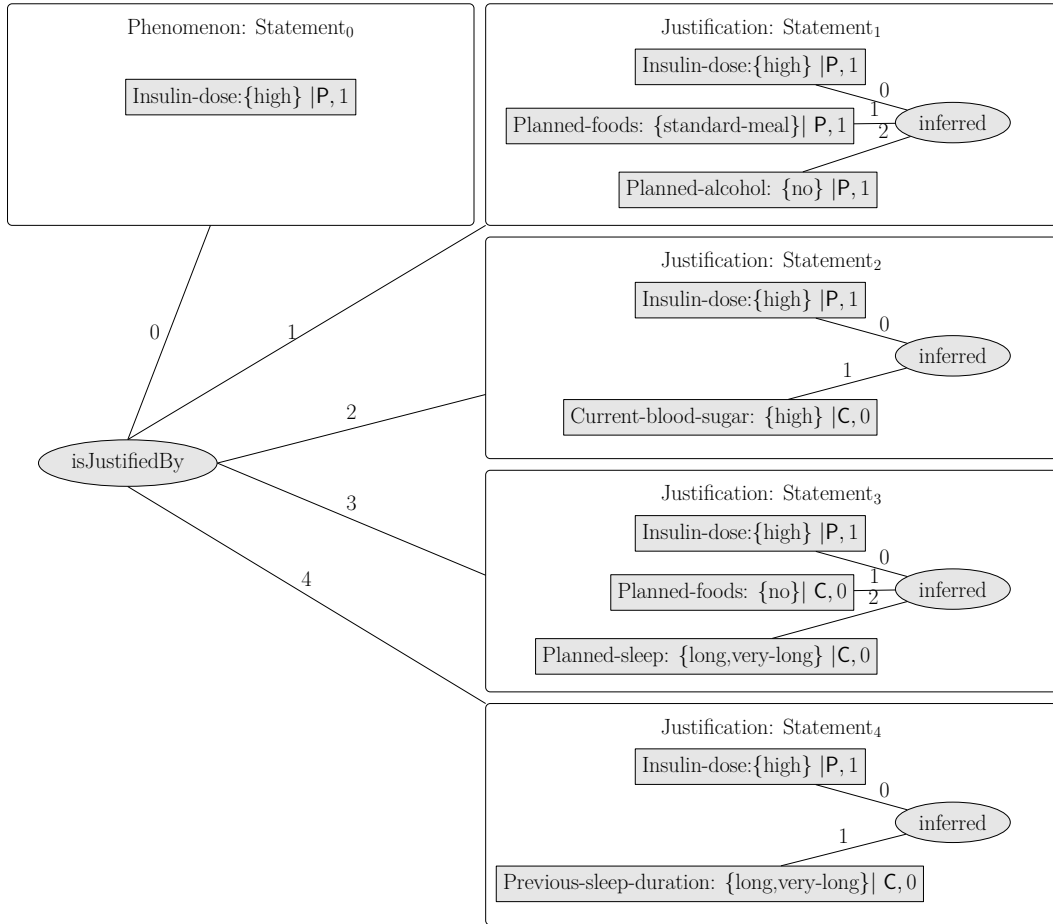 Phenomenon: Statement₀
Insulin-dose:{high} |P, 1
Justification: Statement₁
Insulin-dose:{high} |P, 1
0
Planned-foods: {standard-meal}| P, 1
1
inferred
2
Planned-alcohol: {no} |P, 1
Justification: Statement₂
Insulin-dose:{high} |P, 1
0
inferred
1
Current-blood-sugar: {high} |C, 0
0
1
2
isJustifiedBy
3
4
Justification: Statement₃
Insulin-dose:{high} |P, 1
0
Planned-foods: {no}| C, 0
1
inferred
2
Planned-sleep: {long,very-long} |C, 0
Justification: Statement₄
Insulin-dose:{high} |P, 1
0
inferred
1
Previous-sleep-duration: {long,very-long}| C, 0